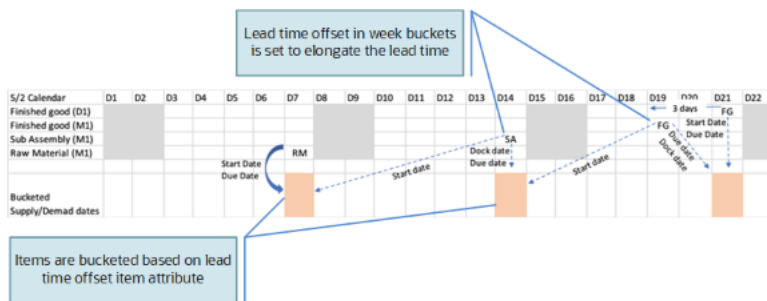 Lead time offset in week buckets
is set to elongate the lead time
5/2 Calendar D1 D2 D3 D4 D5 D6 D7 D8 D9 D10 D11 D12 D13 D14 D15 D16 D17 D18 D19 D20 D21 D22
Finished good (D1) 3 days FG
Finished good (M1) FG Start Date
Due Date
Sub Assembly (M1) SA
Raw Material (M1) RM
Dock date
Due date
Due date
Dock date
Start Date
Due Date
Start date
Start date
Bucketed
Supply/Demad dates
Items are bucketed based on lead
time offset item attribute